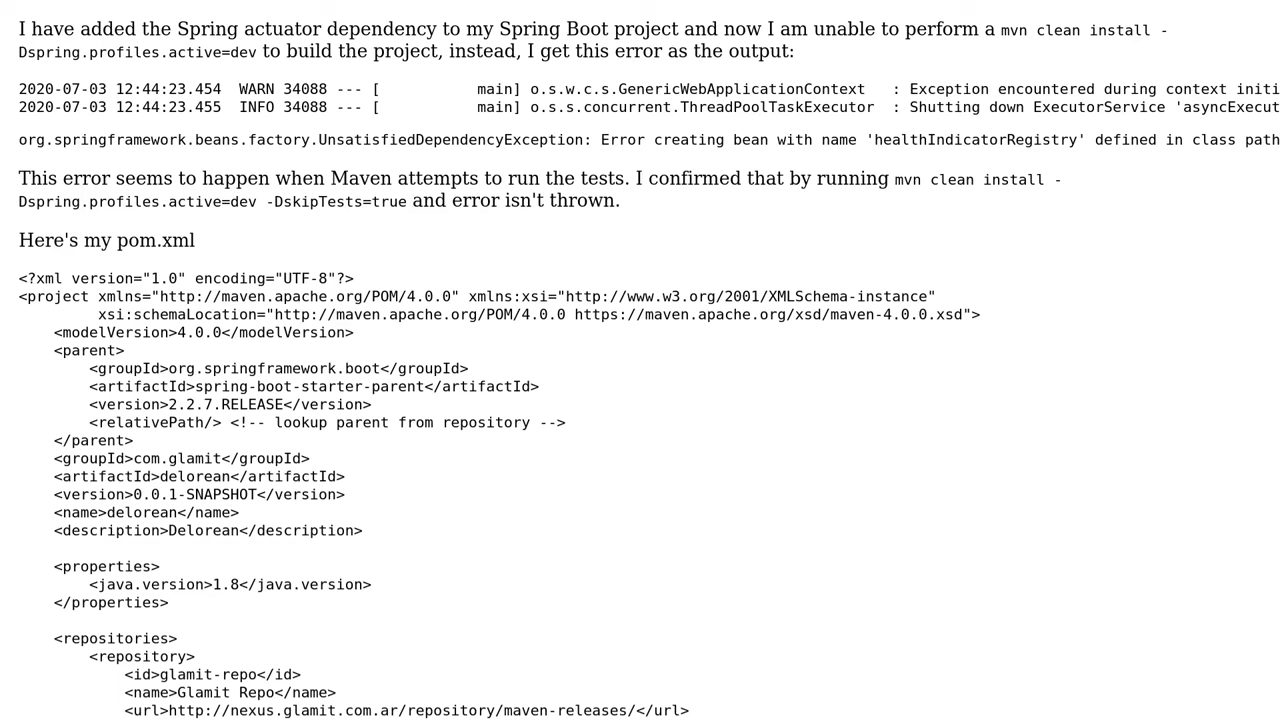 I have added the Spring actuator dependency to my Spring Boot project and now I am unable to perform a mvn clean install -
Dspring.profiles.active=dev to build the project, instead, I get this error as the output:
2020-07-03 12:44:23.454  WARN 34088 --- [           main] o.s.w.c.s.GenericWebApplicationContext   : Exception encountered during context initi
2020-07-03 12:44:23.455  INFO 34088 --- [           main] o.s.s.concurrent.ThreadPoolTaskExecutor  : Shutting down ExecutorService 'asyncExecut
org.springframework.beans.factory.UnsatisfiedDependencyException: Error creating bean with name 'healthIndicatorRegistry' defined in class path
This error seems to happen when Maven attempts to run the tests. I confirmed that by running mvn clean install -
Dspring.profiles.active=dev -DskipTests=true and error isn't thrown.
Here's my pom.xml
<?xml version="1.0" encoding="UTF-8"?>
<project xmlns="http://maven.apache.org/POM/4.0.0" xmlns:xsi="http://www.w3.org/2001/XMLSchema-instance"
         xsi:schemaLocation="http://maven.apache.org/POM/4.0.0 https://maven.apache.org/xsd/maven-4.0.0.xsd">
    <modelVersion>4.0.0</modelVersion>
    <parent>
        <groupId>org.springframework.boot</groupId>
        <artifactId>spring-boot-starter-parent</artifactId>
        <version>2.2.7.RELEASE</version>
        <relativePath/> <!-- lookup parent from repository -->
    </parent>
    <groupId>com.glamit</groupId>
    <artifactId>delorean</artifactId>
    <version>0.0.1-SNAPSHOT</version>
    <name>delorean</name>
    <description>Delorean</description>
    <properties>
        <java.version>1.8</java.version>
    </properties>
    <repositories>
        <repository>
            <id>glamit-repo</id>
            <name>Glamit Repo</name>
            <url>http://nexus.glamit.com.ar/repository/maven-releases/</url>